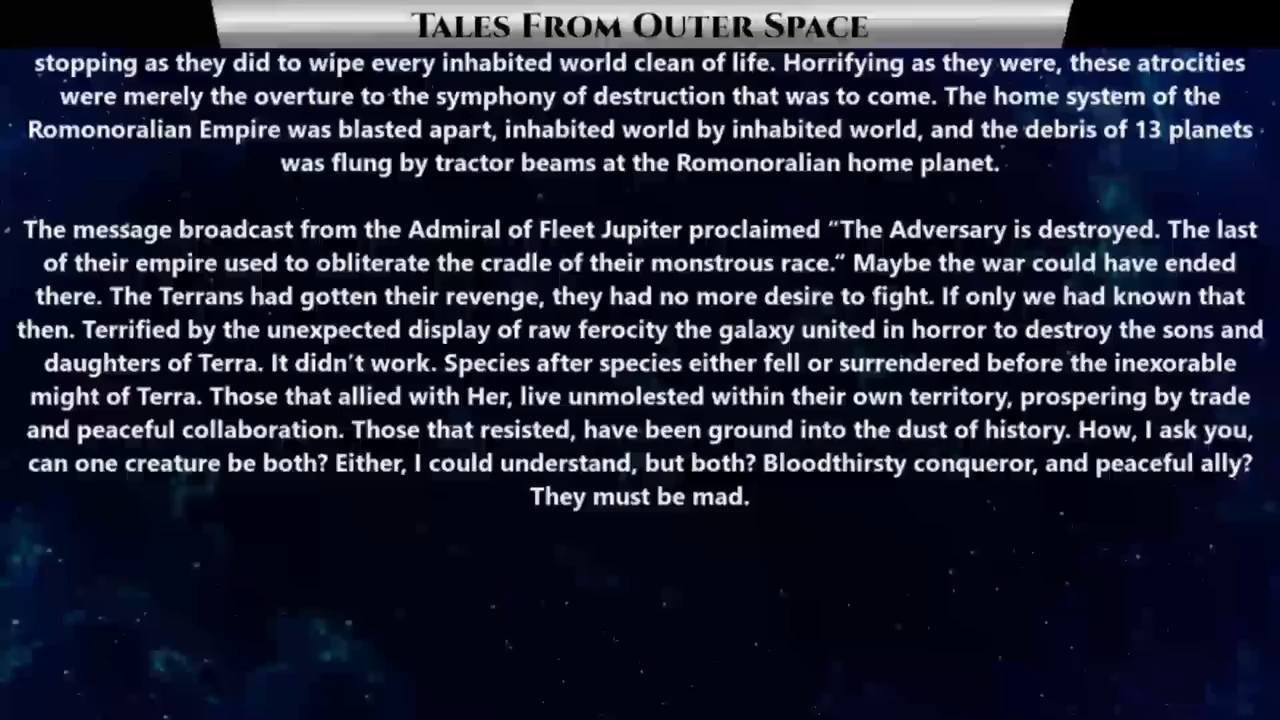 TALES FROM OUTER SPACE
stopping as they did to wipe every inhabited world clean of life. Horrifying as they were, these atrocities
were merely the overture to the symphony of destruction that was to come. The home system of the
Romonoralian Empire was blasted apart, inhabited world by inhabited world, and the debris of 13 planets
was flung by tractor beams at the Romonoralian home planet.
The message broadcast from the Admiral of Fleet Jupiter proclaimed “The Adversary is destroyed. The last
of their empire used to obliterate the cradle of their monstrous race.” Maybe the war could have ended
there. The Terrans had gotten their revenge, they had no more desire to fight. If only we had known that
then. Terrified by the unexpected display of raw ferocity the galaxy united in horror to destroy the sons and
daughters of Terra. It didn’t work. Species after species either fell or surrendered before the inexorable
might of Terra. Those that allied with Her, live unmolested within their own territory, prospering by trade
and peaceful collaboration. Those that resisted, have been ground into the dust of history. How, I ask you,
can one creature be both? Either, I could understand, but both? Bloodthirsty conqueror, and peaceful ally?
They must be mad.